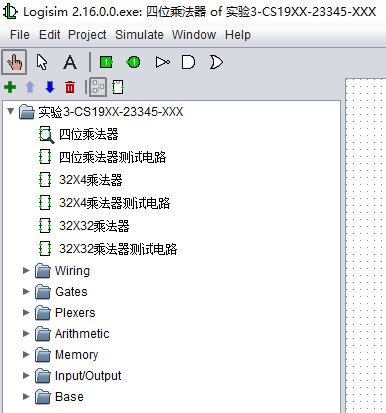 Logisim 2.16.0.0.exe: 四位乘法器 of 实验3-CS19XX-23345-XXX
File Edit Project Simulate Window Help
A
实验3-CS19XX-23345-XXX
四位乘法器
四位乘法器测试电路
32X4乘法器
32X4乘法器测试电路
32X32乘法器
32X32乘法器测试电路
Wiring
Gates
Plexers
Arithmetic
Memory
Input/Output
Base